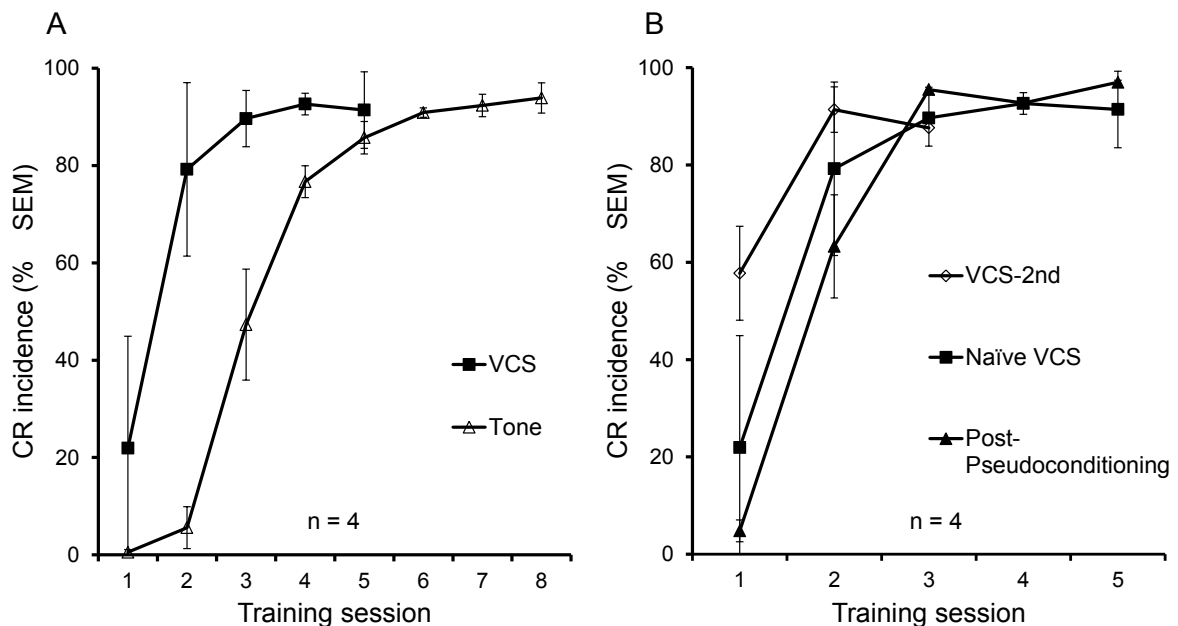 A
CR incidence (%   SEM)
100
80
60
40
20
0
VCS
Tone
n = 4
1 2 3 4 5 6 7 8
Training session
B
CR incidence (%   SEM)
100
80
60
40
20
0
VCS-2nd
Naïve VCS
Post-
Pseudoconditioning
n = 4
1 2 3 4 5
Training session